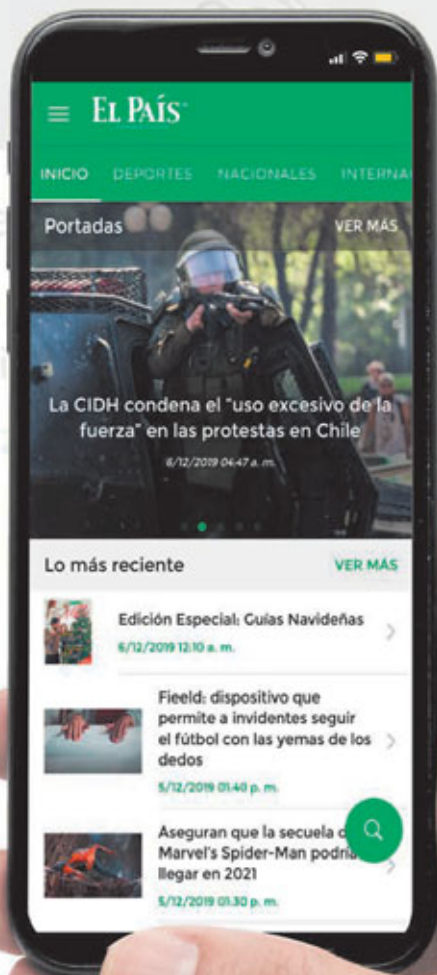 EL PAÍS
INICIO DEPORTES NACIONALES INTERNA
Portadas VER MÁS
La CIDH condena el "uso excesivo de la
fuerza" en las protestas en Chile
6/12/2019 04:47 a. m.
Lo más reciente VER MÁS
Edición Especial: Guías Navideñas
6/12/2019 12:10 a. m.
Fieeld: dispositivo que
permite a invidentes seguir
el fútbol con las yemas de los
dedos
5/12/2019 01:40 p. m.
Aseguran que la secuela d
Marvel's Spider-Man podría
llegar en 2021
5/12/2019 01:30 p. m.